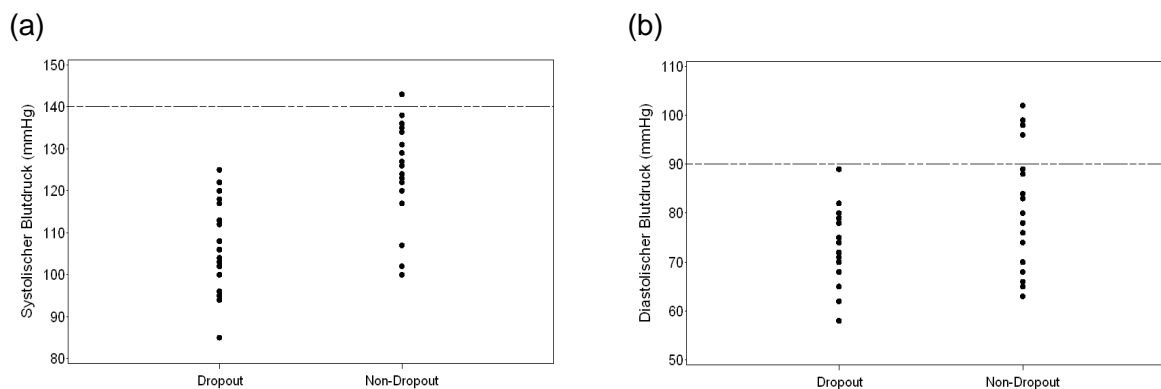 (a)
Systolischer Blutdruck (mmHg)
150
140
130
120
110
100
90
80
Dropout Non-Dropout
(b)
Diastolischer Blutdruck (mmHg)
110
100
90
80
70
60
50
Dropout Non-Dropout